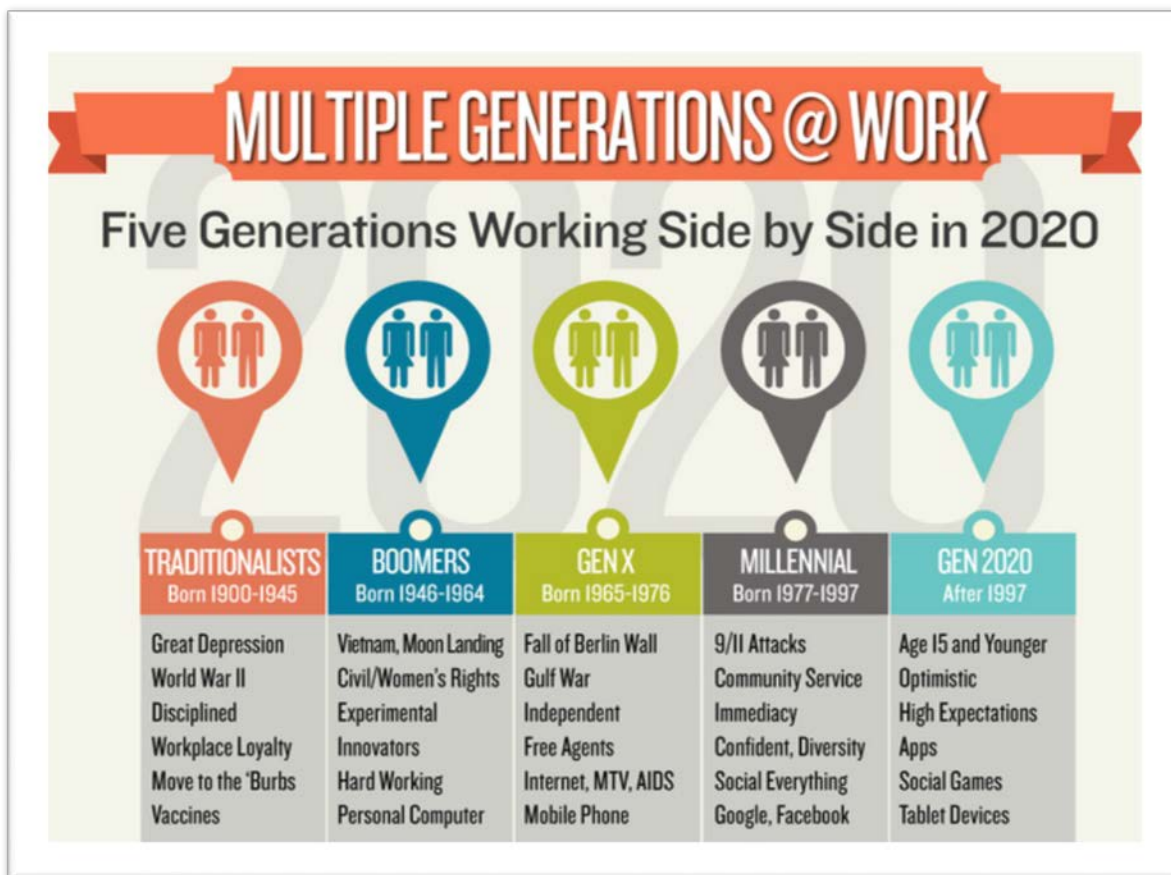 MULTIPLE GENERATIONS @ WORK
Five Generations Working Side by Side in 2020
2020
TRADITIONALISTS
Born 1900-1945
Great Depression
World War II
Disciplined
Workplace Loyalty
Move to the 'Burbs
Vaccines
BOOMERS
Born 1946-1964
Vietnam, Moon Landing
Civil/Women's Rights
Experimental
Innovators
Hard Working
Personal Computer
GEN X
Born 1965-1976
Fall of Berlin Wall
Gulf War
Independent
Free Agents
Internet, MTV, AIDS
Mobile Phone
MILLENNIAL
Born 1977-1997
9/11 Attacks
Community Service
Immediacy
Confident, Diversity
Social Everything
Google, Facebook
GEN 2020
After 1997
Age 15 and Younger
Optimistic
High Expectations
Apps
Social Games
Tablet Devices